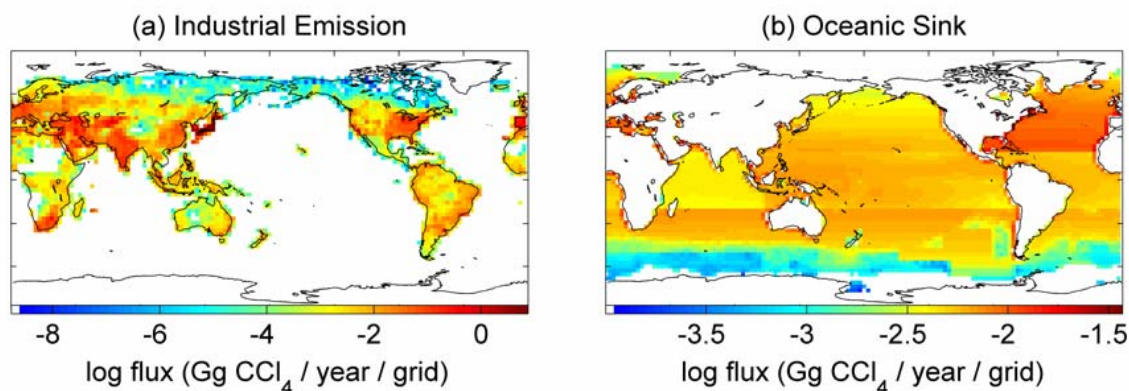 (a) Industrial Emission
(b) Oceanic Sink
-8 -6 -4 -2 0
-3.5 -3 -2.5 -2 -1.5
log flux (Gg CCl₄ / year / grid)
log flux (Gg CCl₄ / year / grid)